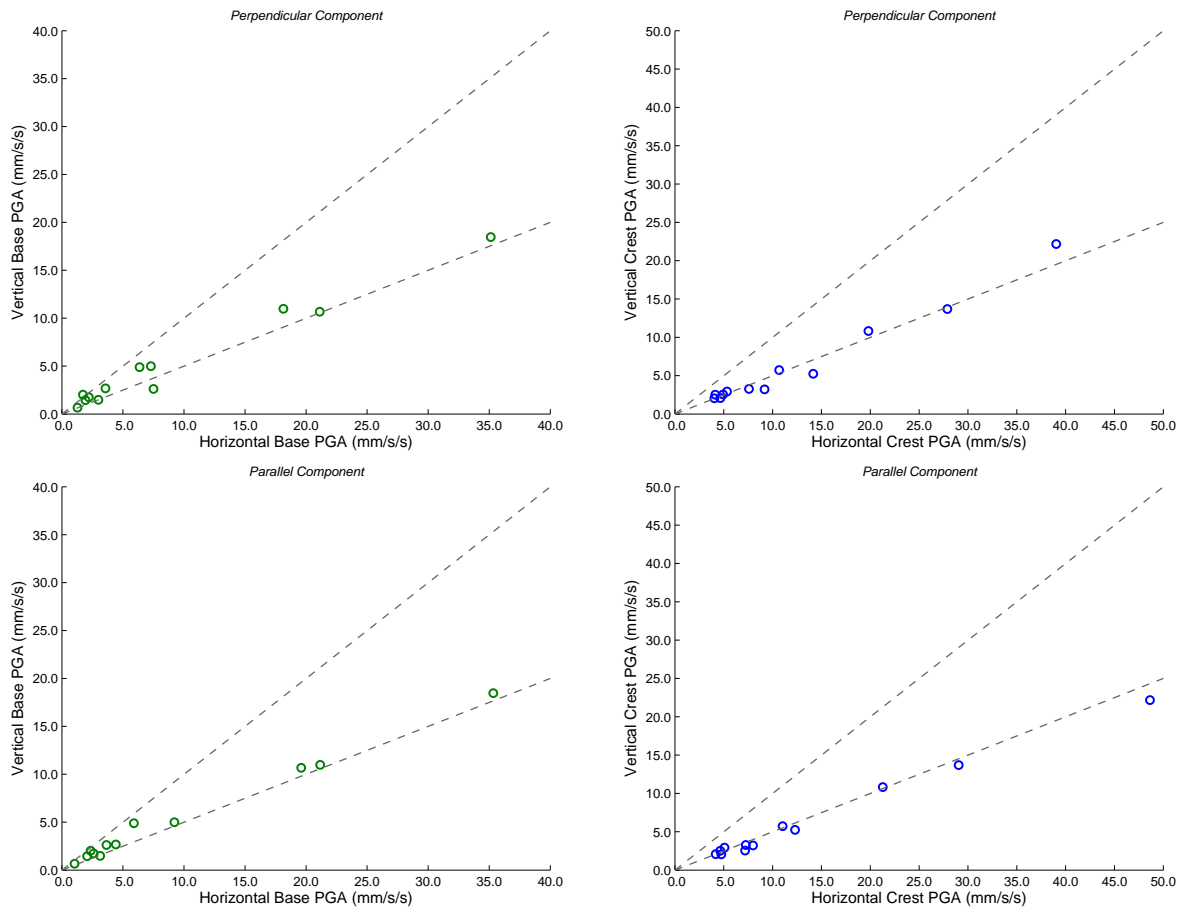 Perpendicular Component
40.0
35.0
30.0
25.0
20.0
15.0
10.0
5.0
0.0
Vertical Base PGA (mm/s/s)
0.0 5.0 10.0 15.0 20.0 25.0 30.0 35.0 40.0
Horizontal Base PGA (mm/s/s)
Perpendicular Component
50.0
45.0
40.0
35.0
30.0
25.0
20.0
15.0
10.0
5.0
0.0
Vertical Crest PGA (mm/s/s)
0.0 5.0 10.0 15.0 20.0 25.0 30.0 35.0 40.0 45.0 50.0
Horizontal Crest PGA (mm/s/s)
Parallel Component
40.0
35.0
30.0
25.0
20.0
15.0
10.0
5.0
0.0
Vertical Base PGA (mm/s/s)
0.0 5.0 10.0 15.0 20.0 25.0 30.0 35.0 40.0
Horizontal Base PGA (mm/s/s)
Parallel Component
50.0
45.0
40.0
35.0
30.0
25.0
20.0
15.0
10.0
5.0
0.0
Vertical Crest PGA (mm/s/s)
0.0 5.0 10.0 15.0 20.0 25.0 30.0 35.0 40.0 45.0 50.0
Horizontal Crest PGA (mm/s/s)